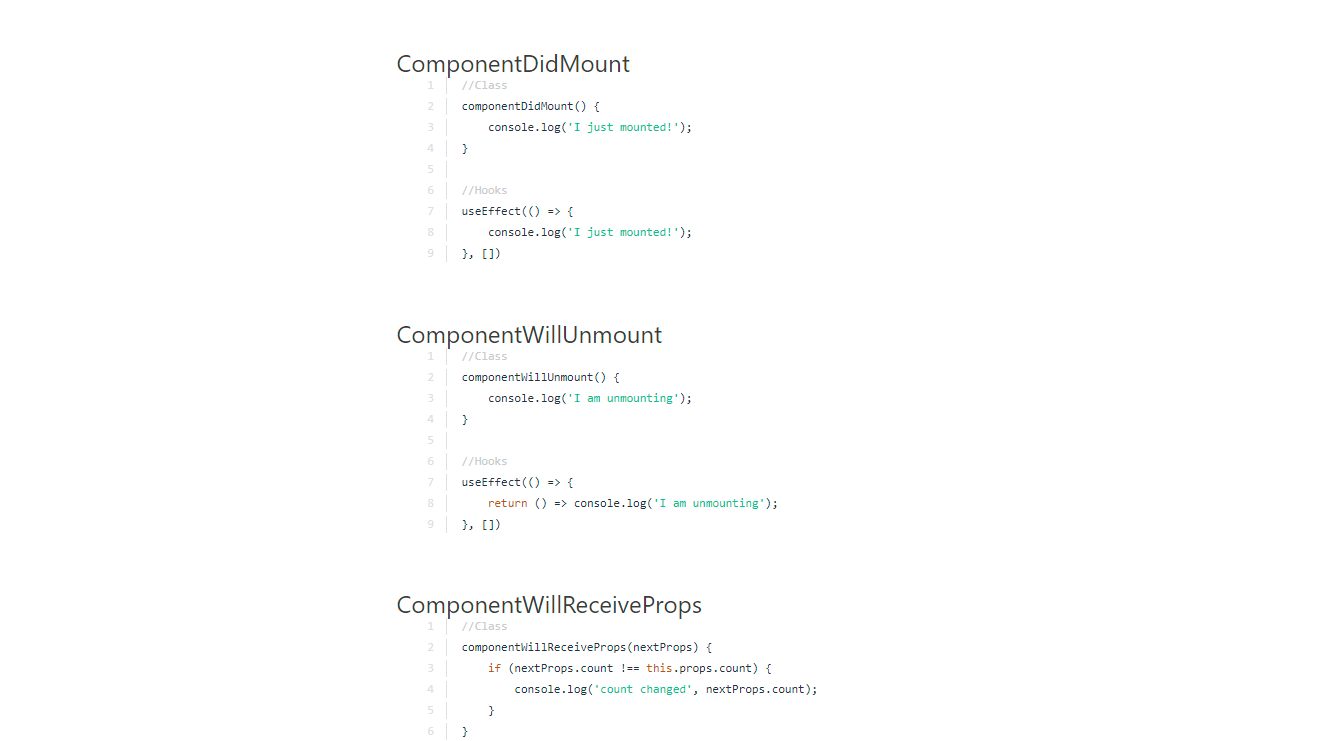 ComponentDidMount
1 //Class
2 componentDidMount() {
3     console.log('I just mounted!');
4 }
5
6 //Hooks
7 useEffect(() => {
8     console.log('I just mounted!');
9 }, [])
ComponentWillUnmount
1 //Class
2 componentWillUnmount() {
3     console.log('I am unmounting');
4 }
5
6 //Hooks
7 useEffect(() => {
8     return () => console.log('I am unmounting');
9 }, [])
ComponentWillReceiveProps
1 //Class
2 componentWillReceiveProps(nextProps) {
3     if (nextProps.count !== this.props.count) {
4         console.log('count changed', nextProps.count);
5     }
6 }